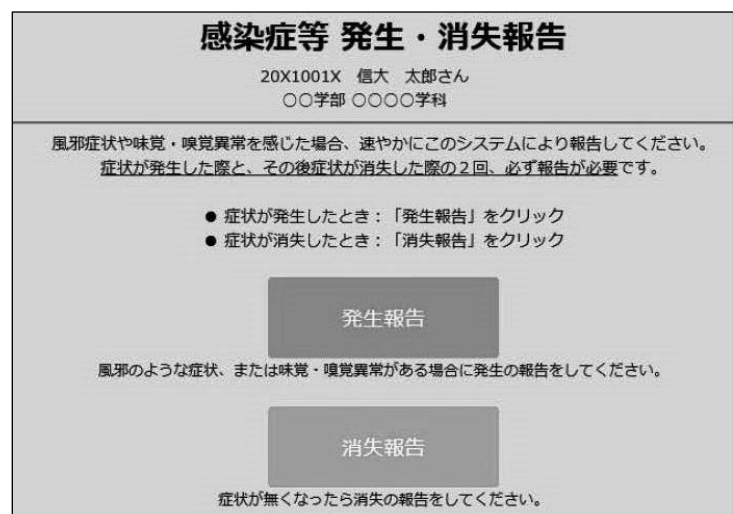 感染症等 発生・消失報告
20X1001X 信大 太郎さん
〇〇学部 〇〇〇〇学科
風邪症状や味覚・嗅覚異常を感じた場合、速やかにこのシステムにより報告してください。
症状が発生した際と、その後症状が消失した際の2回、必ず報告が必要です。
● 症状が発生したとき：「発生報告」をクリック
● 症状が消失したとき：「消失報告」をクリック
発生報告
風邪のような症状、または味覚・嗅覚異常がある場合に発生の報告をしてください。
消失報告
症状が無くなったら消失の報告をしてください。